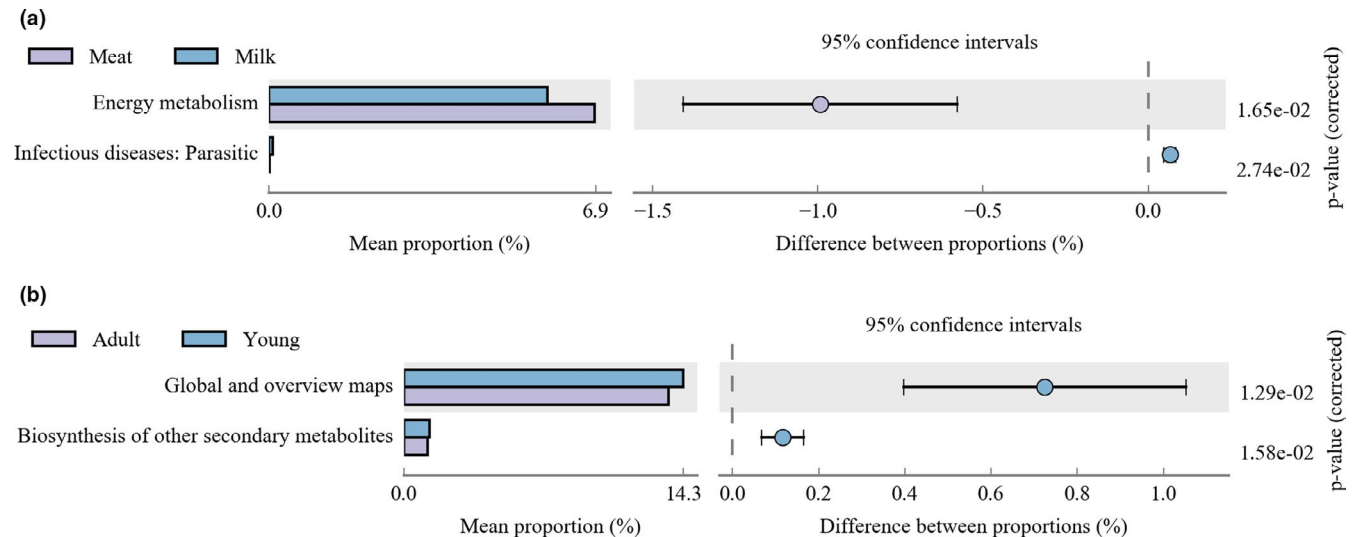 (a)
Meat Milk
95% confidence intervals
Energy metabolism
1.65e-02
Infectious diseases: Parasitic
2.74e-02
p-value (corrected)
0.0 6.9 −1.5 −1.0 −0.5 0.0
Mean proportion (%) Difference between proportions (%)
(b)
Adult Young
95% confidence intervals
Global and overview maps
1.29e-02
Biosynthesis of other secondary metabolites
1.58e-02
p-value (corrected)
0.0 14.3 0.0 0.2 0.4 0.6 0.8 1.0
Mean proportion (%) Difference between proportions (%)